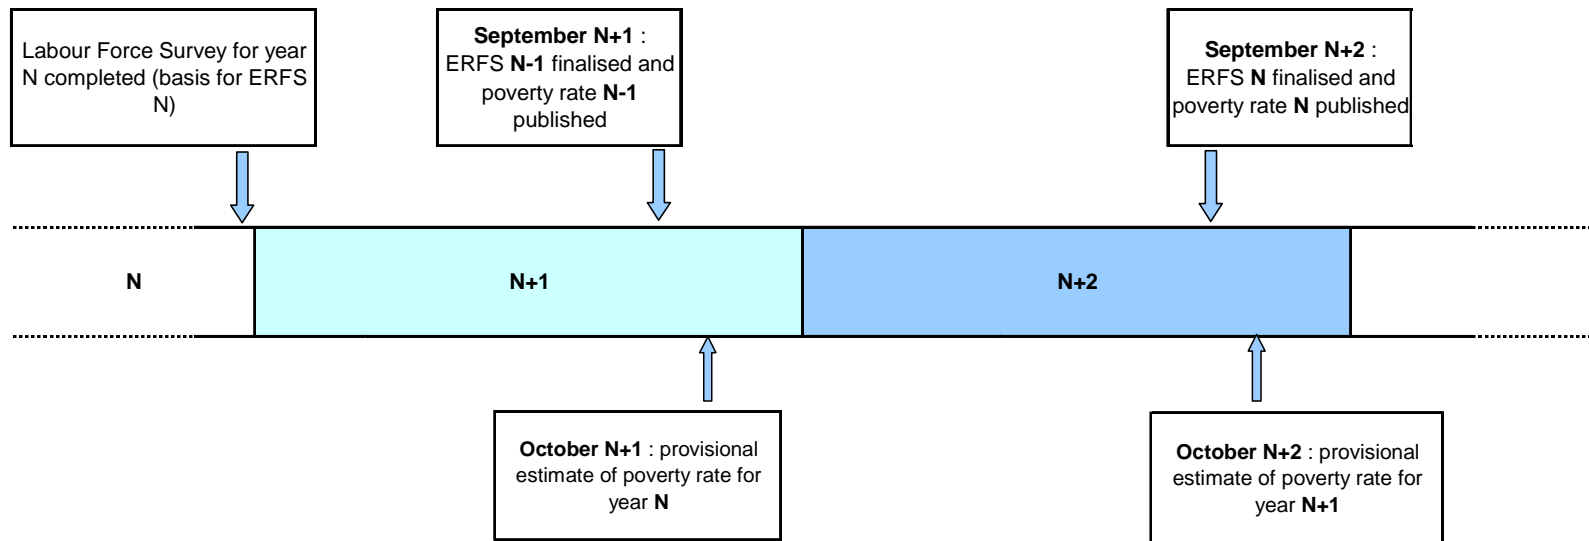 Labour Force Survey for year
N completed (basis for ERFS
N)
September N+1 :
ERFS N-1 finalised and
poverty rate N-1
published
September N+2 :
ERFS N finalised and
poverty rate N published
N
N+1
N+2
October N+1 : provisional
estimate of poverty rate for
year N
October N+2 : provisional
estimate of poverty rate for
year N+1